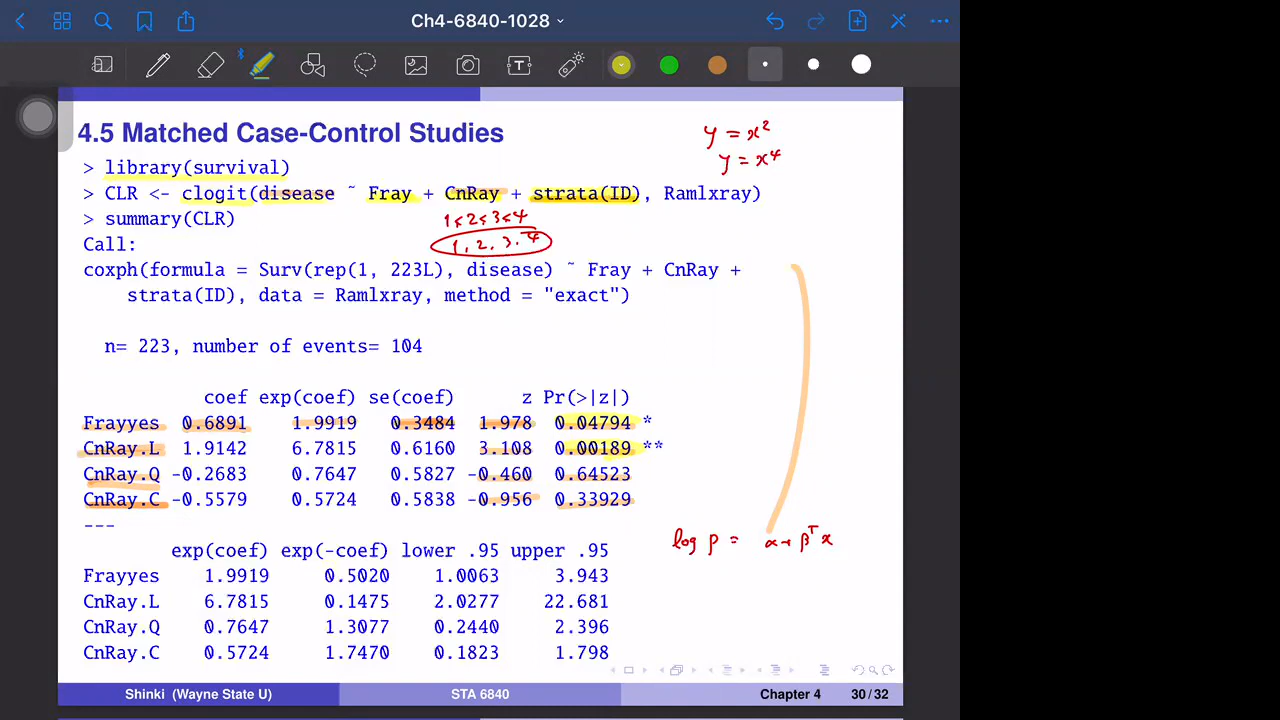 Ch4-6840-1028
4.5 Matched Case-Control Studies
y = x²
y = x⁴
> library(survival)
> CLR <- clogit(disease ~ Fray + CnRay + strata(ID), Ramlxray)
> summary(CLR)
1 < 2 < 3 < 4
Call:
1, 2, 3, 4
coxph(formula = Surv(rep(1, 223L), disease) ~ Fray + CnRay +
strata(ID), data = Ramlxray, method = "exact")
n= 223, number of events= 104
coef exp(coef) se(coef) z Pr(>|z|)
Frayyes 0.6891 1.9919 0.3484 1.978 0.04794 *
CnRay.L 1.9142 6.7815 0.6160 3.108 0.00189 **
CnRay.Q -0.2683 0.7647 0.5827 -0.460 0.64523
CnRay.C -0.5579 0.5724 0.5838 -0.956 0.33929
---
log p = α + βᵀx
exp(coef) exp(-coef) lower .95 upper .95
Frayyes 1.9919 0.5020 1.0063 3.943
CnRay.L 6.7815 0.1475 2.0277 22.681
CnRay.Q 0.7647 1.3077 0.2440 2.396
CnRay.C 0.5724 1.7470 0.1823 1.798
Shinki (Wayne State U) STA 6840 Chapter 4 30 / 32